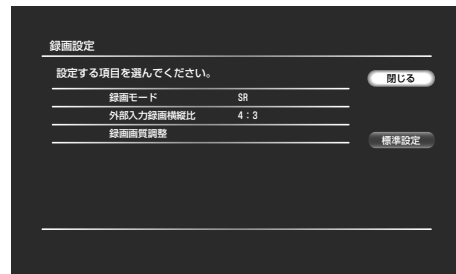 録画設定
設定する項目を選んでください。
閉じる
録画モード SR
外部入力録画横縦比 4：3
録画画質調整
標準設定